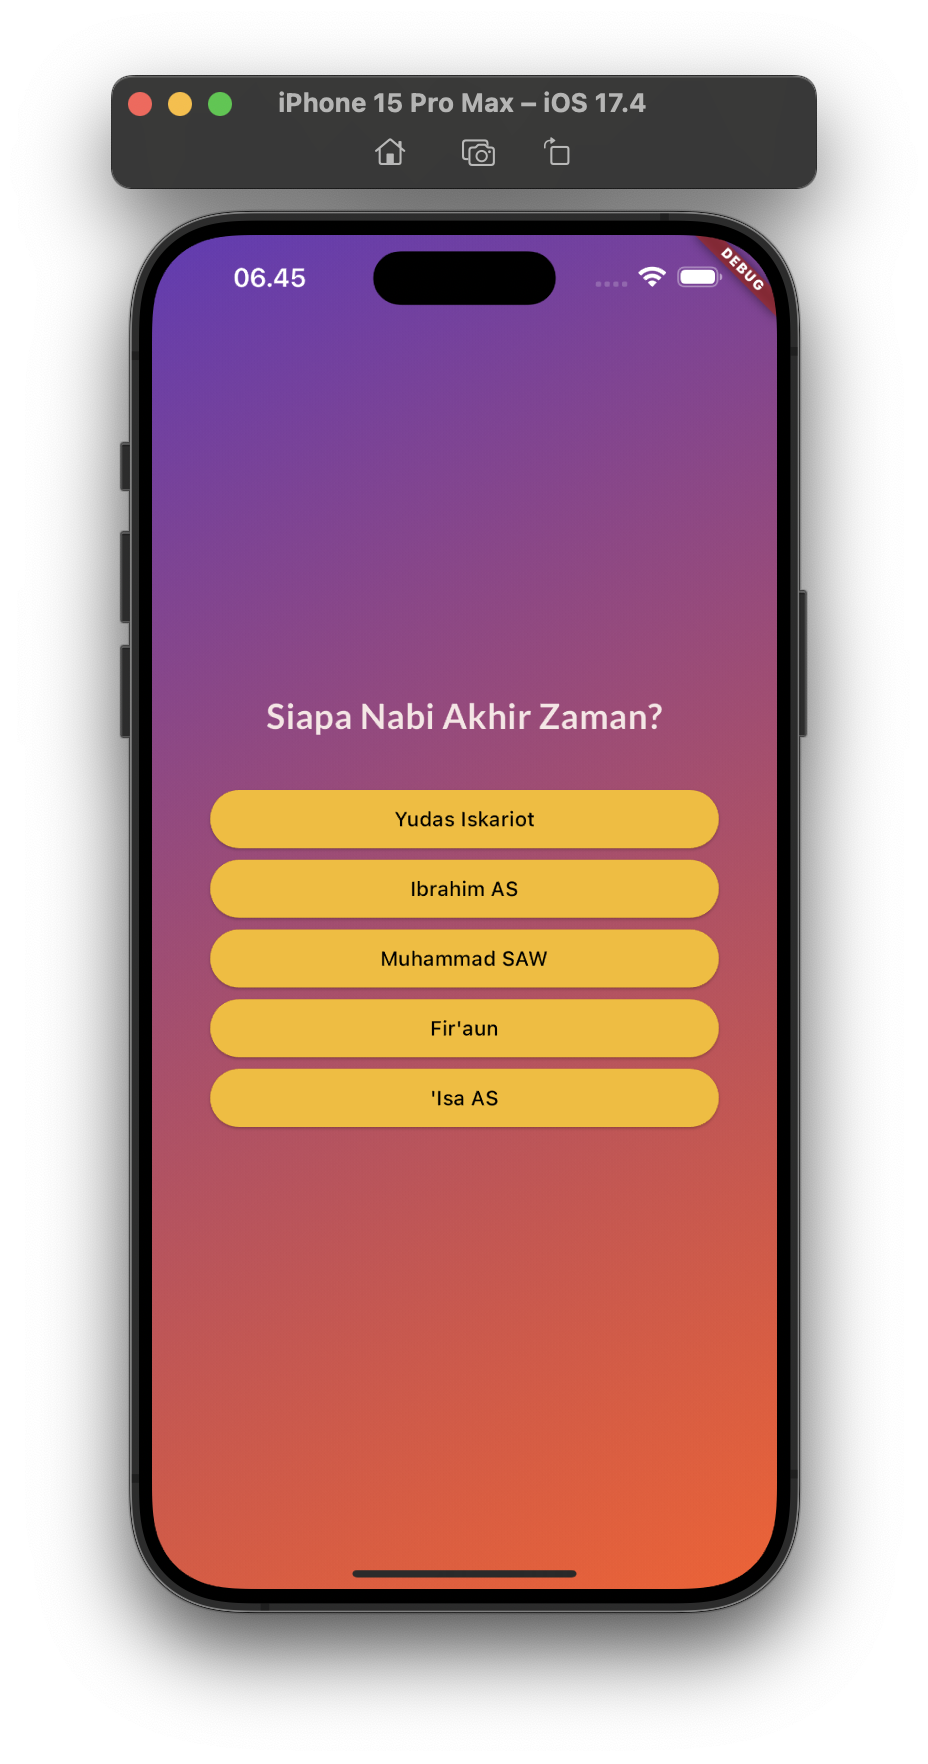 iPhone 15 Pro Max – iOS 17.4
06.45
DEBUG
Siapa Nabi Akhir Zaman?
Yudas Iskariot
Ibrahim AS
Muhammad SAW
Fir'aun
'Isa AS